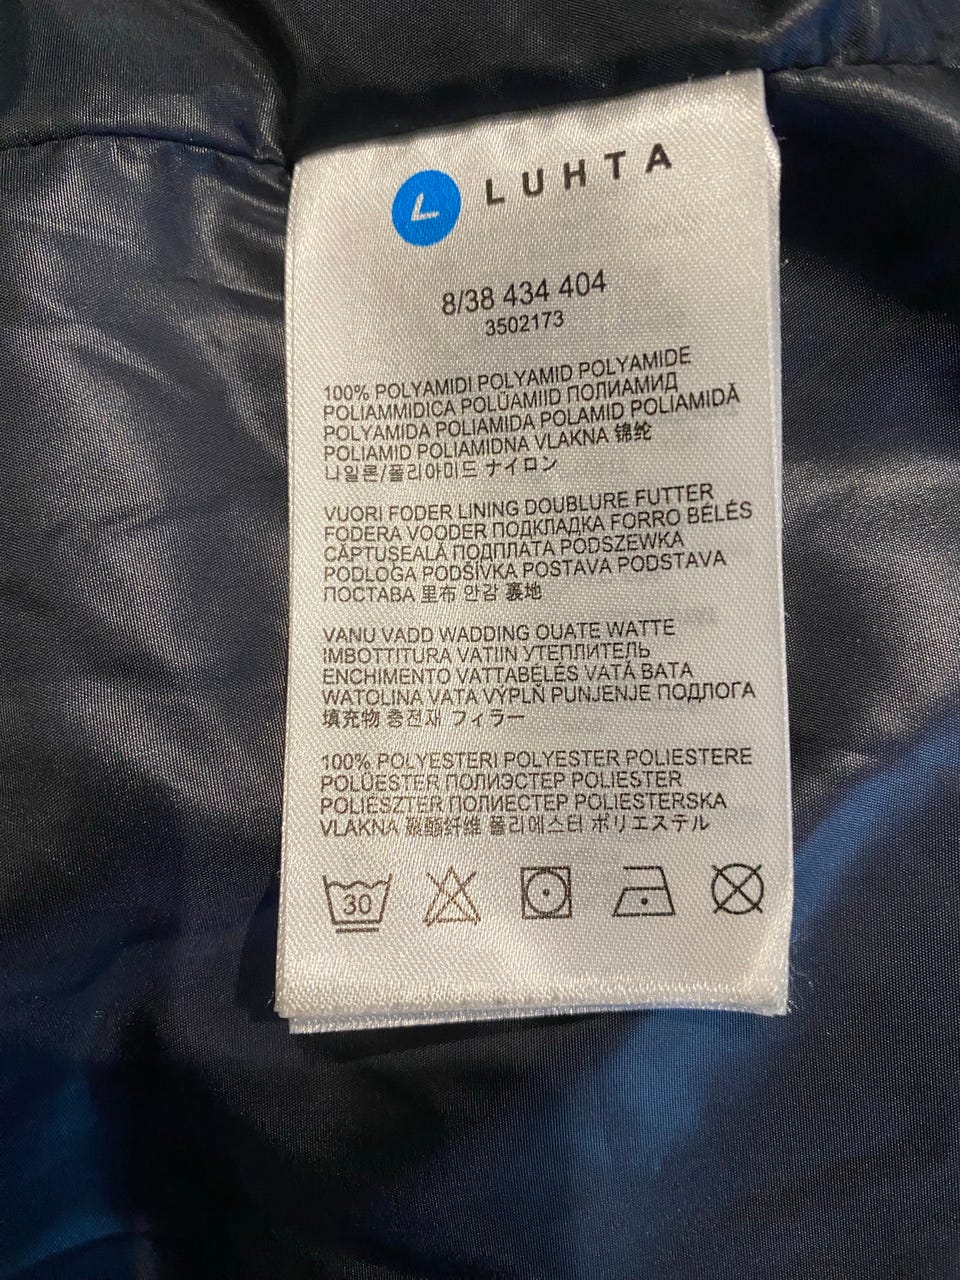 L LUHTA
8/38 434 404
3502173
100% POLYAMIDI POLYAMID POLYAMIDE
POLIAMMIDICA POLÜAMIID ПОЛИАМИД
POLYAMIDA POLIAMIDA POLAMID POLIAMIDĂ
POLIAMID POLIAMIDNA VLAKNA 锦纶
나일론/폴리아미드 ナイロン
VUORI FODER LINING DOUBLURE FUTTER
FODERA VOODER ПОДКЛАДКА FORRO BÉLÉS
CĂPTUSEALĂ ПОДПЛАТА PODSZEWKA
PODLOGA PODŠÍVKA POSTAVA PODSTAVA
ПОСТАВА 里布 안감 裏地
VANU VADD WADDING OUATE WATTE
IMBOTTITURA VATIIN УТЕПЛИТЕЛЬ
ENCHIMENTO VATTABÉLÉS VATĂ ВАТА
WATOLINA VATA VÝPLŇ PUNJENJE ПОДЛОГА
填充物 충전재 フィラー
100% POLYESTERI POLYESTER POLIESTERE
POLÜESTER ПОЛИЭСТЕР POLIESTER
POLIÉSZTER ПОЛИЕСТЕР POLIESTERSKA
VLAKNA 聚酯纤维 폴리에스터 ポリエステル
30